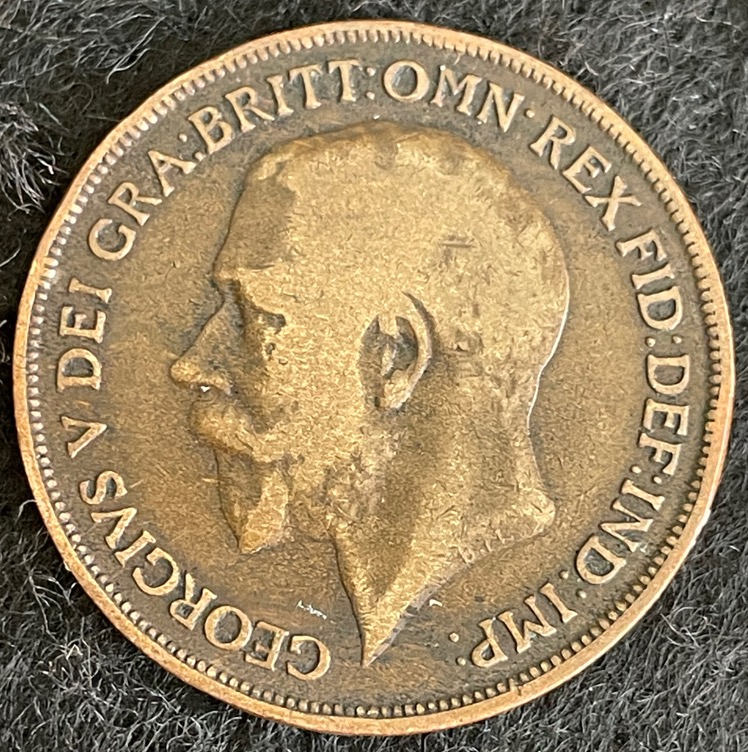 GEORGIVS V DEI GRA:BRITT:OMN·REX FID:DEF:IND:IMP: